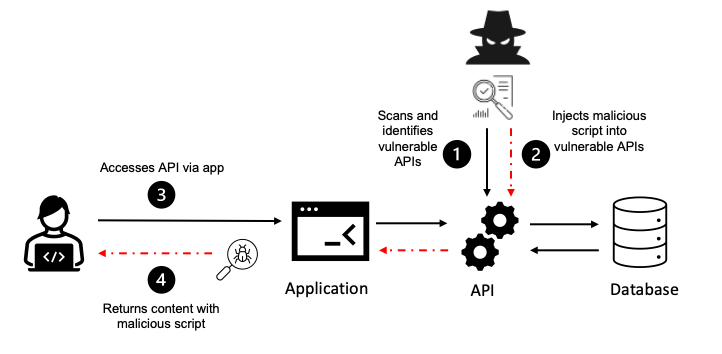 Scans and
identifies
vulnerable
APIs
1
2
Injects malicious
script into
vulnerable APIs
Accesses API via app
3
</>
4
Returns content with
malicious script
Application
API
Database